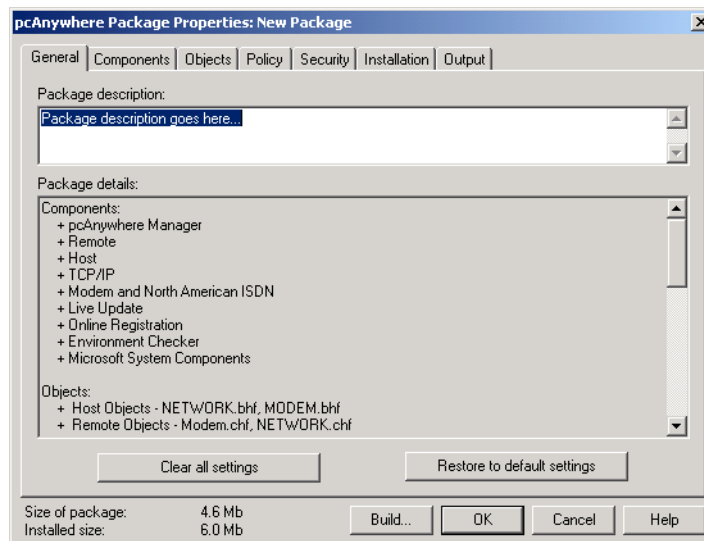 pcAnywhere Package Properties: New Package
General Components Objects Policy Security Installation Output
Package description:
Package description goes here...
Package details:
Components:
+ pcAnywhere Manager
+ Remote
+ Host
+ TCP/IP
+ Modem and North American ISDN
+ Live Update
+ Online Registration
+ Environment Checker
+ Microsoft System Components
Objects:
+ Host Objects - NETWORK.bhf, MODEM.bhf
+ Remote Objects - Modem.chf, NETWORK.chf
Clear all settings Restore to default settings
Size of package: 4.6 Mb
Installed size: 6.0 Mb
Build... OK Cancel Help